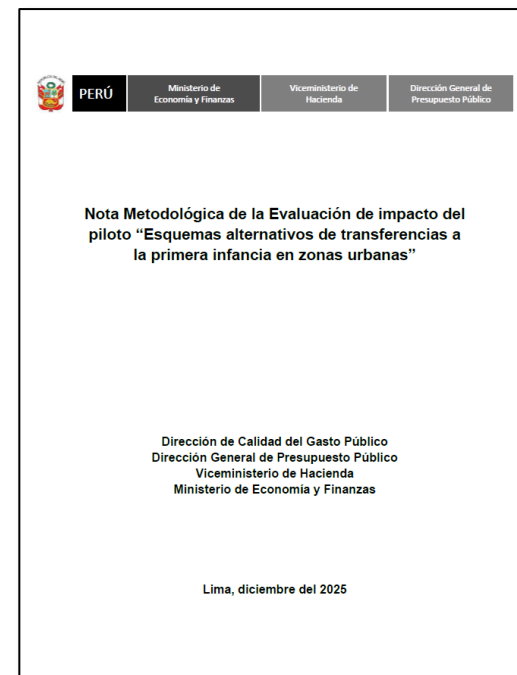 PERÚ
Ministerio de
Economía y Finanzas
Viceministerio de
Hacienda
Dirección General de
Presupuesto Público
Nota Metodológica de la Evaluación de impacto del
piloto “Esquemas alternativos de transferencias a
la primera infancia en zonas urbanas”
Dirección de Calidad del Gasto Público
Dirección General de Presupuesto Público
Viceministerio de Hacienda
Ministerio de Economía y Finanzas
Lima, diciembre del 2025